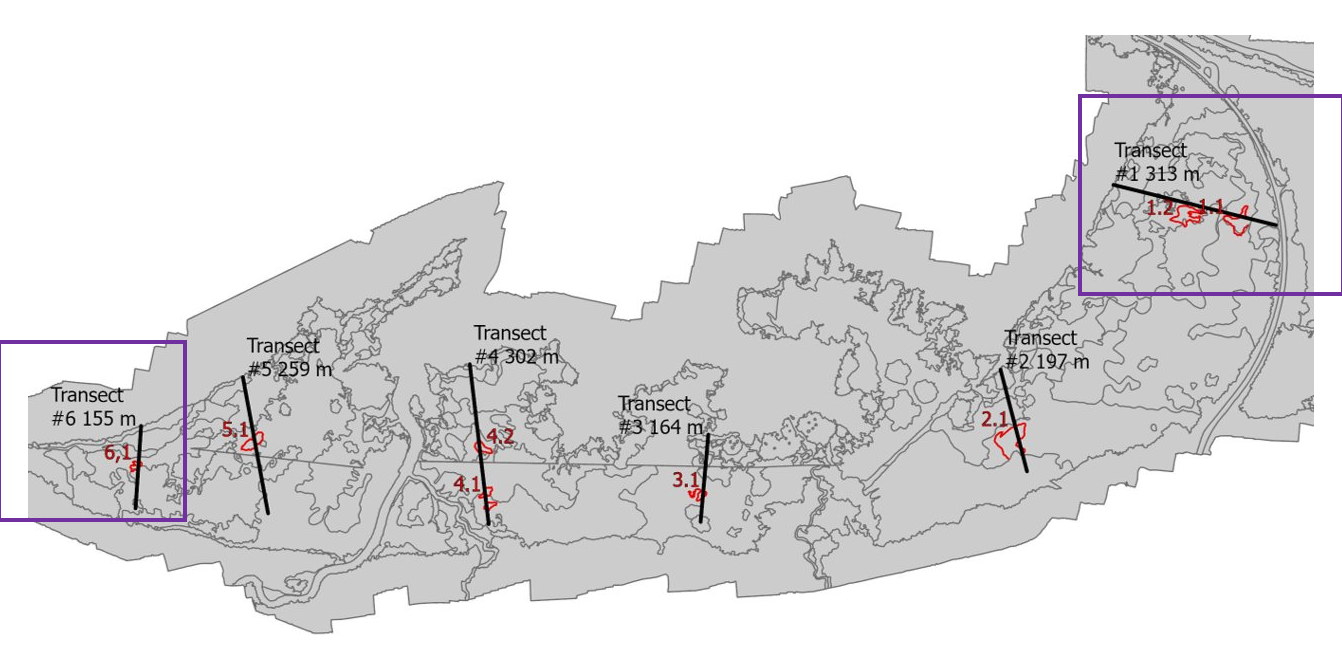 Transect
#1 313 m
1.2
1.1
Transect
#2 197 m
2.1
Transect
#3 164 m
3.1
Transect
#4 302 m
4.2
4.1
Transect
#5 259 m
5.1
Transect
#6 155 m
6,1